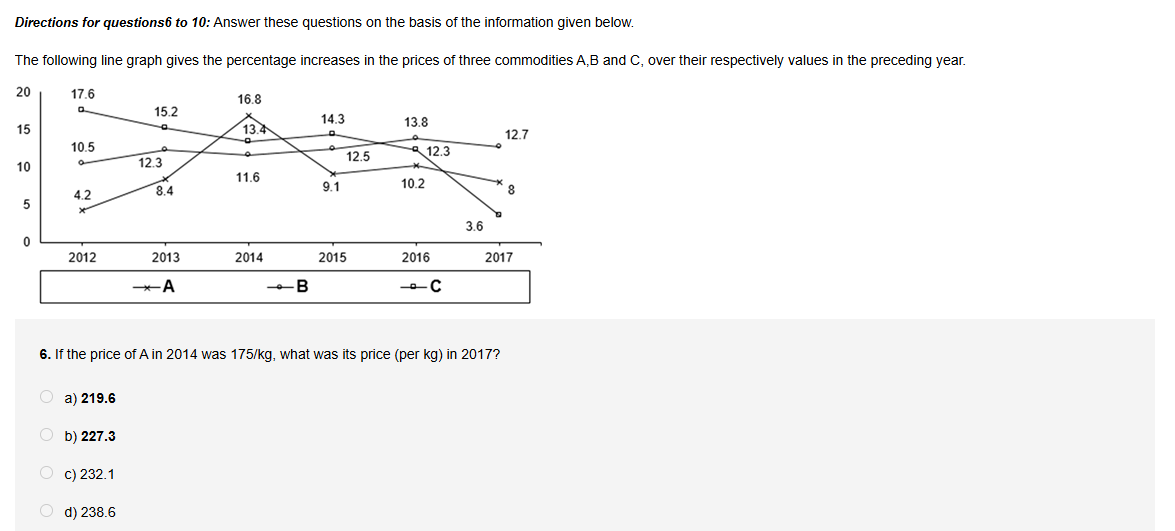 Directions for questions6 to 10: Answer these questions on the basis of the information given below.
The following line graph gives the percentage increases in the prices of three commodities A,B and C, over their respectively values in the preceding year.
20
15
10
5
0
17.6
10.5
4.2
15.2
12.3
8.4
16.8
13.4
11.6
14.3
12.5
9.1
13.8
12.3
10.2
12.7
8
3.6
2012 2013 2014 2015 2016 2017
A B C
6. If the price of A in 2014 was 175/kg, what was its price (per kg) in 2017?
a) 219.6
b) 227.3
c) 232.1
d) 238.6